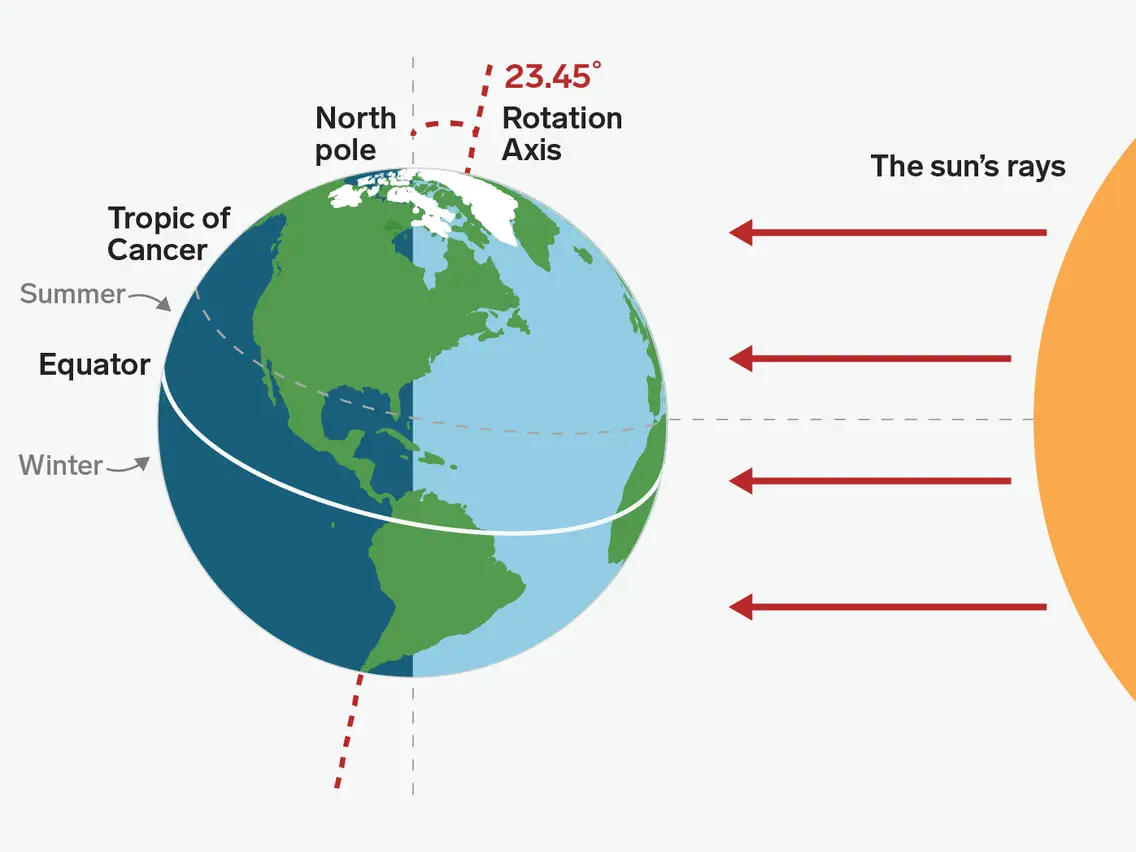 23.45°
North
pole
Rotation
Axis
The sun’s rays
Tropic of
Cancer
Summer
Equator
Winter